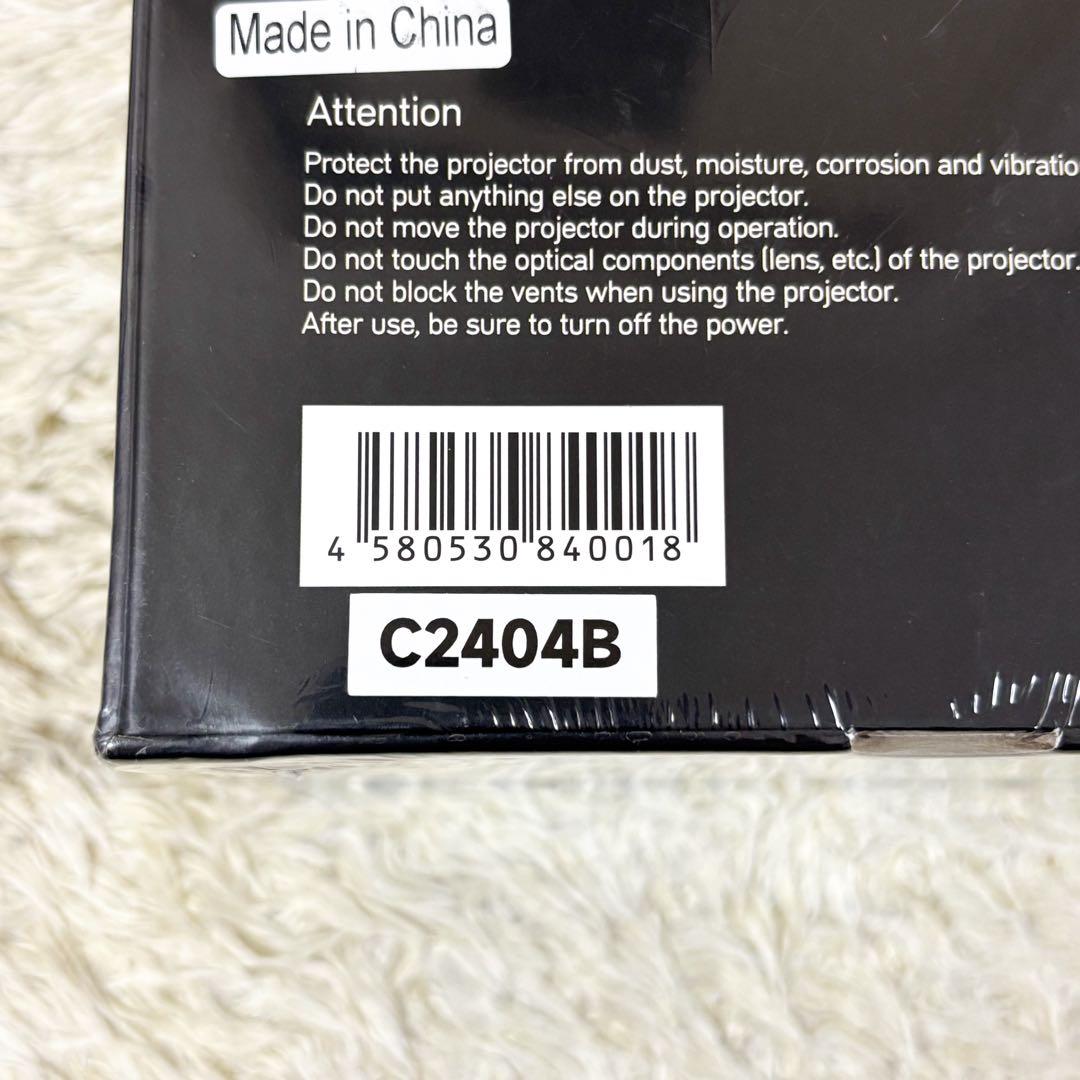 Made in China
Attention
Protect the projector from dust, moisture, corrosion and vibratio
Do not put anything else on the projector.
Do not move the projector during operation.
Do not touch the optical components (lens, etc.) of the projector.
Do not block the vents when using the projector.
After use, be sure to turn off the power.
4 580530 840018
C2404B